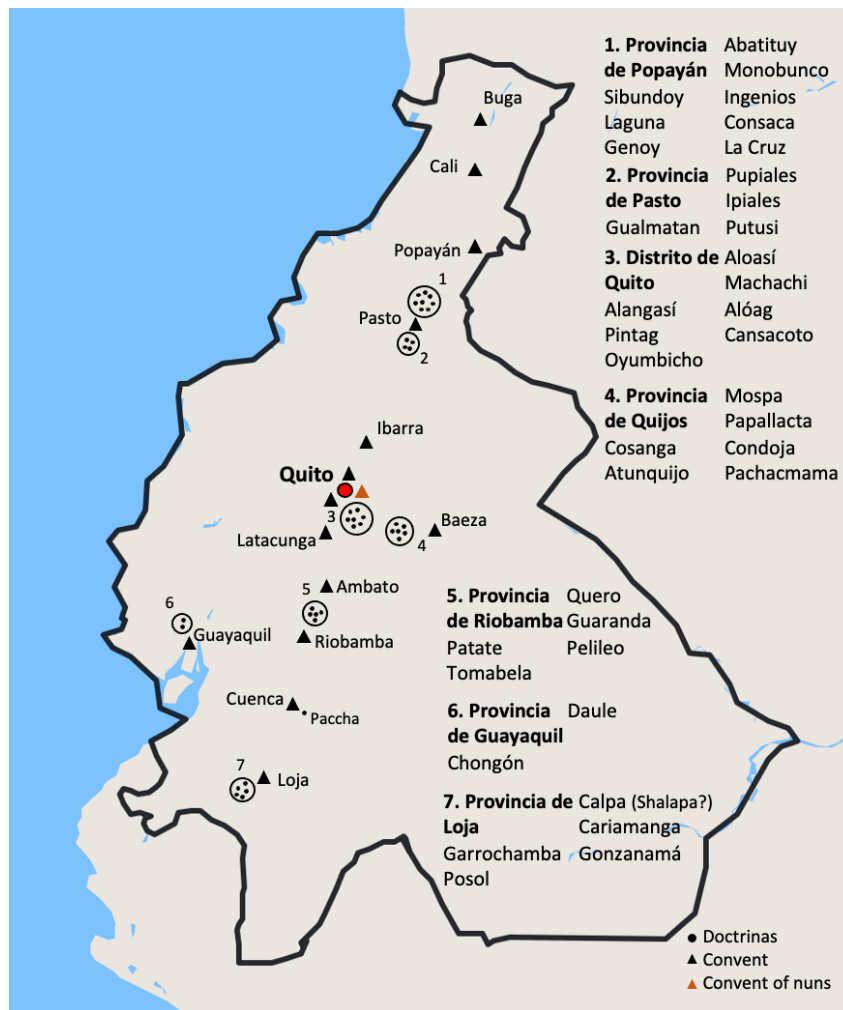 1. Provincia Abatituy
de Popayán Monobunco
Sibundoy Ingenios
Laguna Consaca
Genoy La Cruz
2. Provincia Pupiales
de Pasto Ipiales
Gualmatan Putusi
3. Distrito de Aloasí
Quito Machachi
Alangasí Alóag
Pintag Cansacoto
Oyumbicho
4. Provincia Mospa
de Quijos Papallacta
Cosanga Condoja
Atunquijo Pachacmama
Buga
Cali
Popayán
1
Pasto
2
Ibarra
Quito
3
4
Baeza
Latacunga
5
Ambato
6
Guayaquil
Riobamba
Cuenca
Paccha
7
Loja
5. Provincia Quero
de Riobamba Guaranda
Patate Pelileo
Tomabela
6. Provincia Daule
de Guayaquil
Chongón
7. Provincia de Calpa (Shalapa?)
Loja Cariamanga
Garrochamba Gonzanamá
Posol
Doctrinas
Convent
Convent of nuns